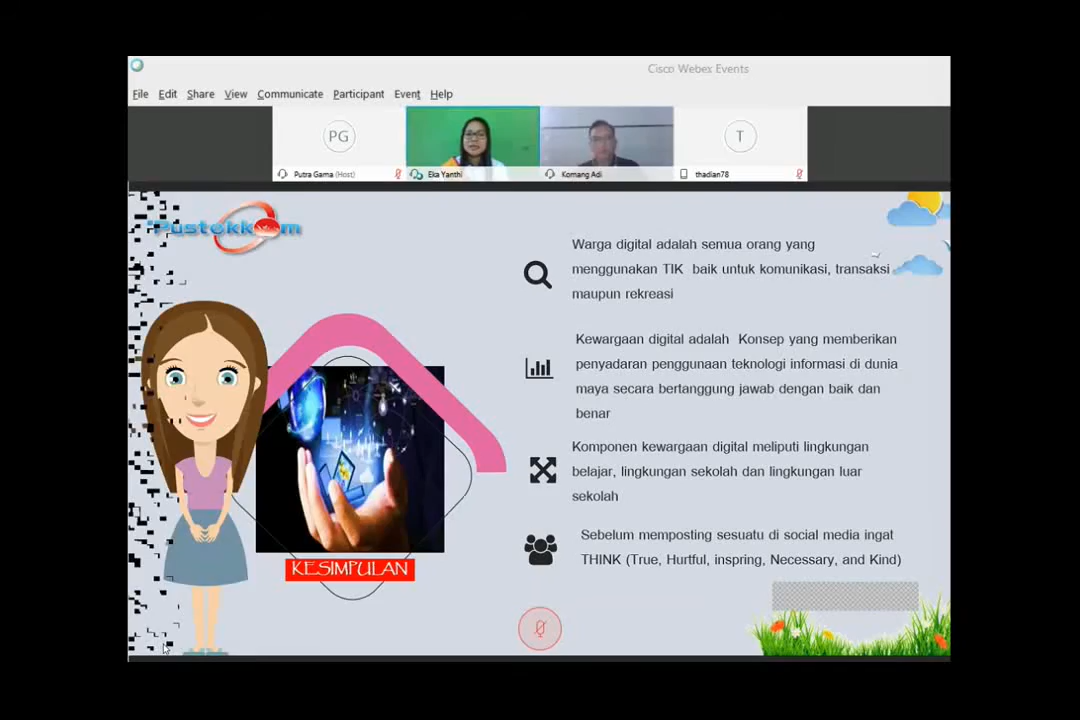 Cisco Webex Events
File Edit Share View Communicate Participant Event Help
PG
T
Putra Gama (Host)
Eka Yanthi
Komang Adi
thadian78
Pustekkom
Warga digital adalah semua orang yang
menggunakan TIK baik untuk komunikasi, transaksi
maupun rekreasi
Kewargaan digital adalah Konsep yang memberikan
penyadaran penggunaan teknologi informasi di dunia
maya secara bertanggung jawab dengan baik dan
benar
Komponen kewargaan digital meliputi lingkungan
belajar, lingkungan sekolah dan lingkungan luar
sekolah
Sebelum memposting sesuatu di social media ingat
THINK (True, Hurtful, inspring, Necessary, and Kind)
KESIMPULAN